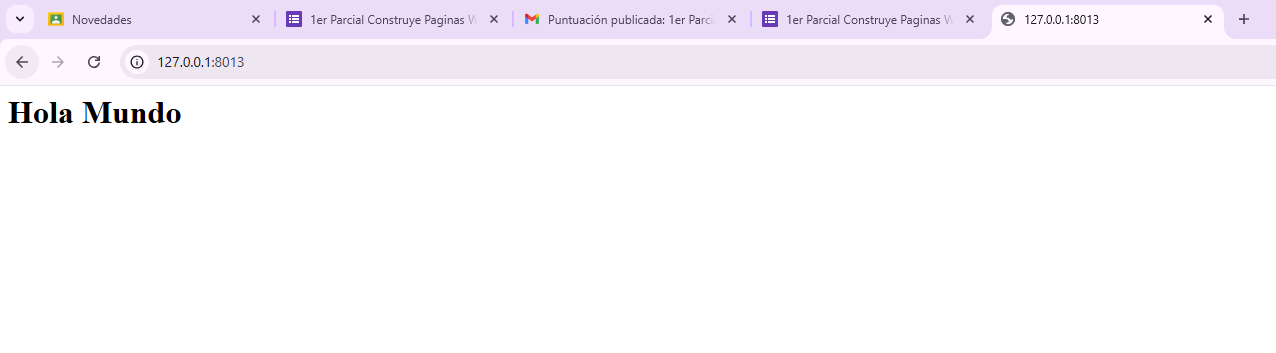 Novedades
1er Parcial Construye Paginas W
Puntuación publicada: 1er Parci
1er Parcial Construye Paginas W
127.0.0.1:8013
127.0.0.1:8013
Hola Mundo